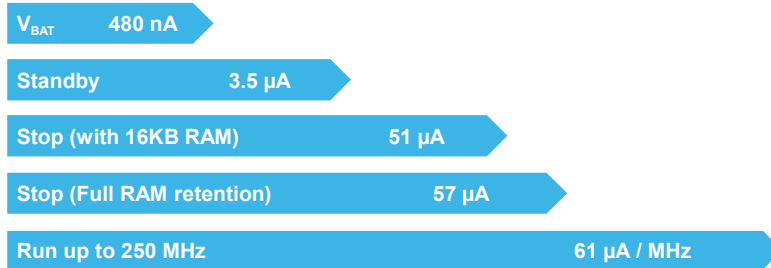 VBAT 480 nA
Standby 3.5 µA
Stop (with 16KB RAM) 51 µA
Stop (Full RAM retention) 57 µA
Run up to 250 MHz 61 µA / MHz